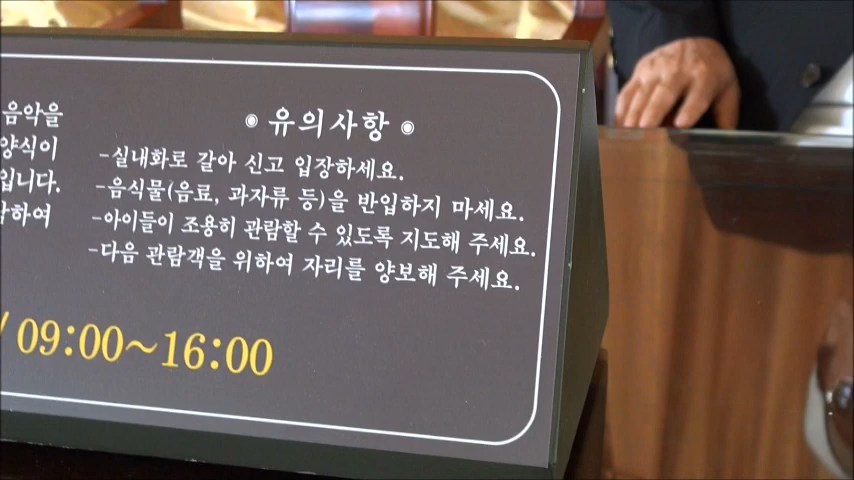 음악을
양식이
입니다.
하여
◉ 유의사항 ◉
-실내화로 갈아 신고 입장하세요.
-음식물(음료, 과자류 등)을 반입하지 마세요.
-아이들이 조용히 관람할 수 있도록 지도해 주세요.
-다음 관람객을 위하여 자리를 양보해 주세요.
/ 09:00~16:00